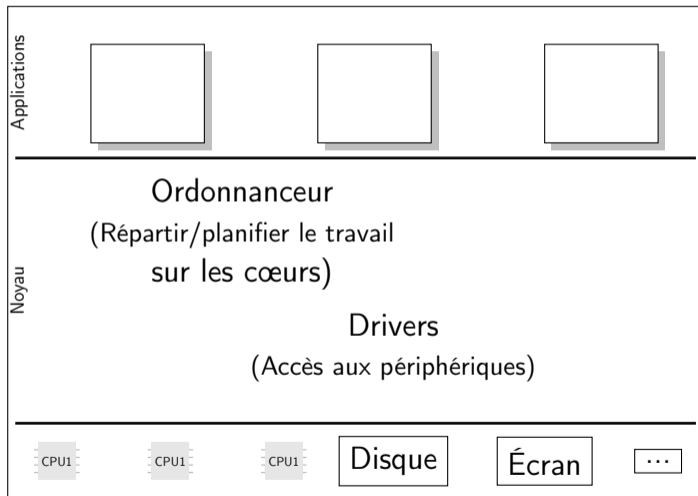 Applications
Ordonnanceur
(Répartir/planifier le travail
sur les cœurs)
Noyau
Drivers
(Accès aux périphériques)
CPU1
CPU1
CPU1
Disque
Écran
...